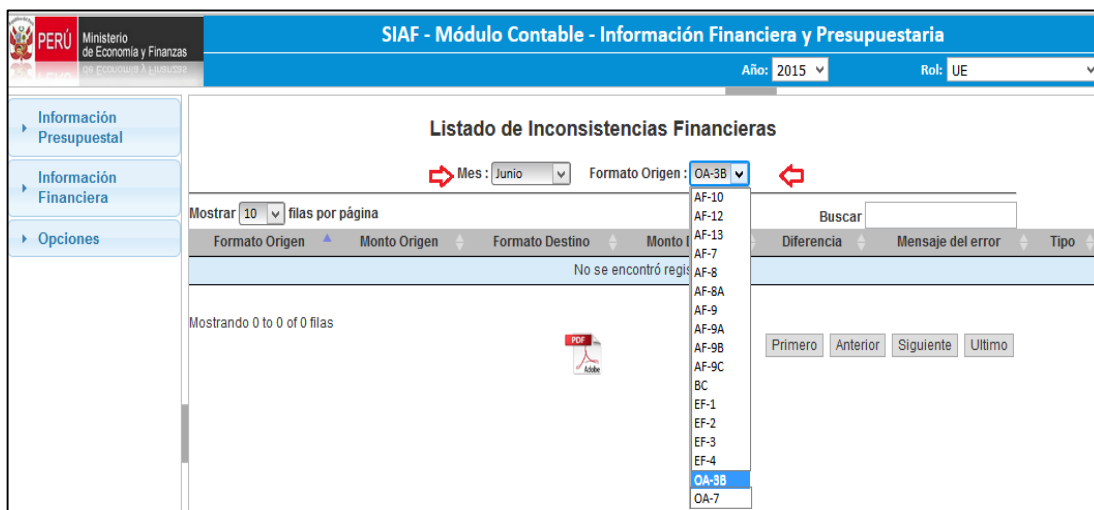 PERÚ Ministerio de Economía y Finanzas
SIAF - Módulo Contable - Información Financiera y Presupuestaria
Año: 2015 Rol: UE
Información Presupuestal
Información Financiera
Opciones
Listado de Inconsistencias Financieras
Mes : Junio Formato Origen : OA-3B
Mostrar 10 filas por página Buscar
Formato Origen Monto Origen Formato Destino Monto Diferencia Mensaje del error Tipo
No se encontró regis
AF-10
AF-12
AF-13
AF-7
AF-8
AF-8A
AF-9
AF-9A
AF-9B
AF-9C
BC
EF-1
EF-2
EF-3
EF-4
OA-3B
OA-7
Mostrando 0 to 0 of 0 filas
PDF
Adobe
Primero Anterior Siguiente Ultimo